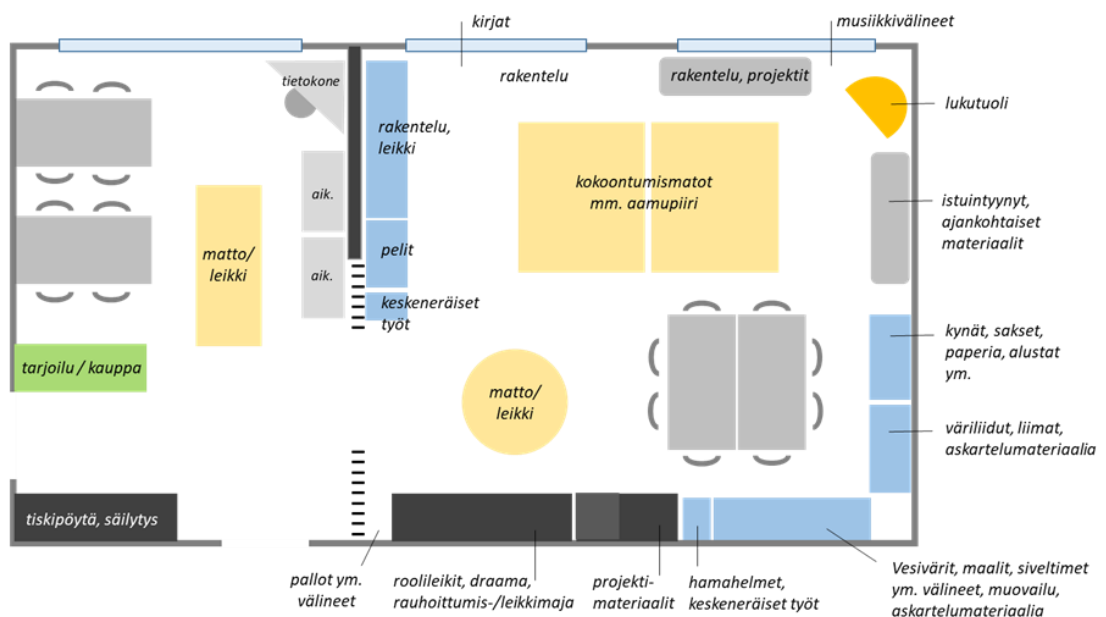 kirjat
musiikkivälineet
tietokone
rakentelu
rakentelu, projektit
lukutuoli
rakentelu,
leikki
kokoontumismatot
mm. aamupiiri
aik.
istuintyynyt,
ajankohtaiset
materiaalit
matto/
leikki
pelit
aik.
keskeneräiset
työt
kynät, sakset,
paperia, alustat
ym.
tarjoilu / kauppa
matto/
leikki
väriliidut, liimat,
askartelumateriaalia
tiskipöytä, säilytys
pallot ym.
välineet
roolileikit, draama,
rauhoittumis-/leikkimaja
projekti-
materiaalit
hamahelmet,
keskeneräiset työt
Vesivärit, maalit, siveltimet
ym. välineet, muovailu,
askartelumateriaalia